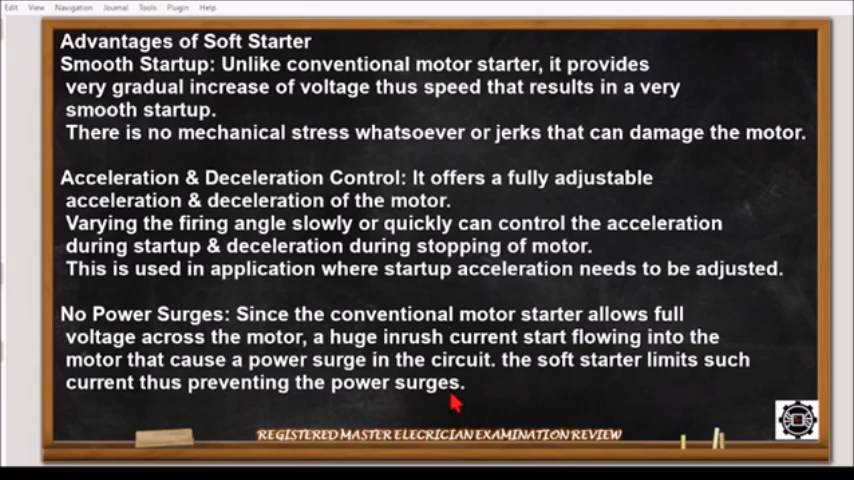 Edit View Navigation Journal Tools Plugin Help
Advantages of Soft Starter
Smooth Startup: Unlike conventional motor starter, it provides
very gradual increase of voltage thus speed that results in a very
smooth startup.
There is no mechanical stress whatsoever or jerks that can damage the motor.
Acceleration & Deceleration Control: It offers a fully adjustable
acceleration & deceleration of the motor.
Varying the firing angle slowly or quickly can control the acceleration
during startup & deceleration during stopping of motor.
This is used in application where startup acceleration needs to be adjusted.
No Power Surges: Since the conventional motor starter allows full
voltage across the motor, a huge inrush current start flowing into the
motor that cause a power surge in the circuit. the soft starter limits such
current thus preventing the power surges.
REGISTERED MASTER ELECRICIAN EXAMINATION REVIEW